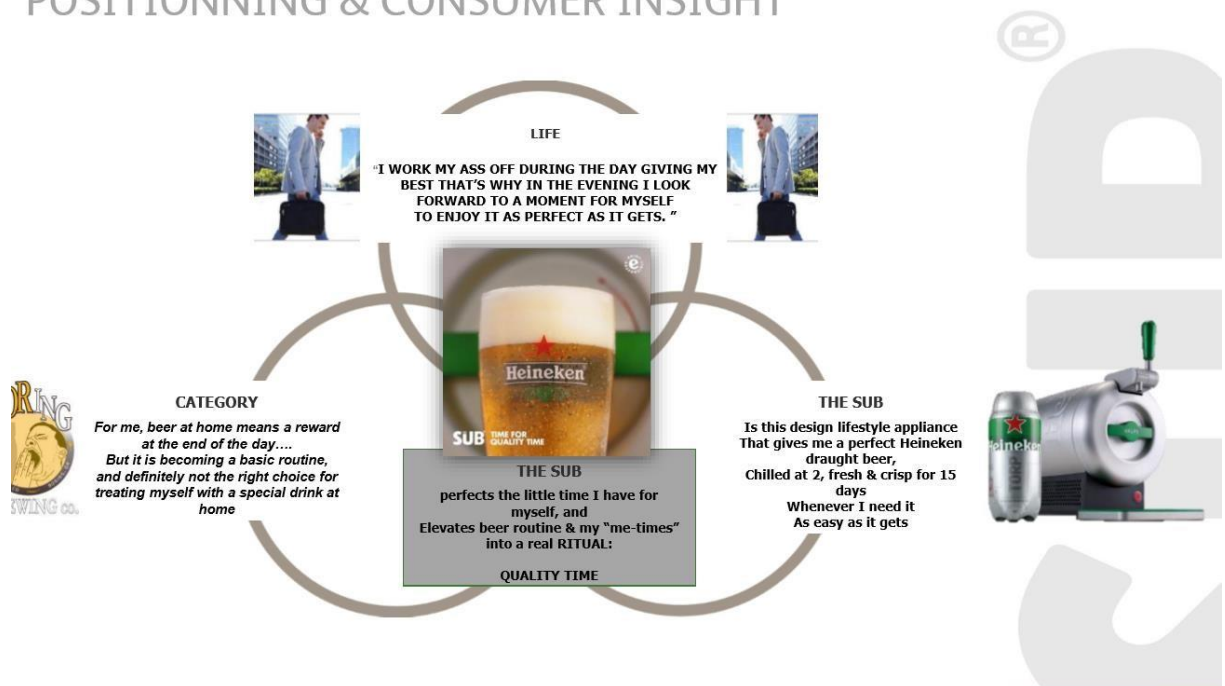 POSITIONNING & CONSUMER INSIGHT
®
LIFE
“I WORK MY ASS OFF DURING THE DAY GIVING MY
BEST THAT’S WHY IN THE EVENING I LOOK
FORWARD TO A MOMENT FOR MYSELF
TO ENJOY IT AS PERFECT AS IT GETS. ”
e
Heineken
SUB TIME FOR
QUALITY TIME
CATEGORY
For me, beer at home means a reward
at the end of the day….
But it is becoming a basic routine,
and definitely not the right choice for
treating myself with a special drink at
home
THE SUB
perfects the little time I have for
myself, and
Elevates beer routine & my “me-times”
into a real RITUAL:
QUALITY TIME
THE SUB
Is this design lifestyle appliance
That gives me a perfect Heineken
draught beer,
Chilled at 2, fresh & crisp for 15
days
Whenever I need it
As easy as it gets
Heineken
TORP
ORING
EWING co.